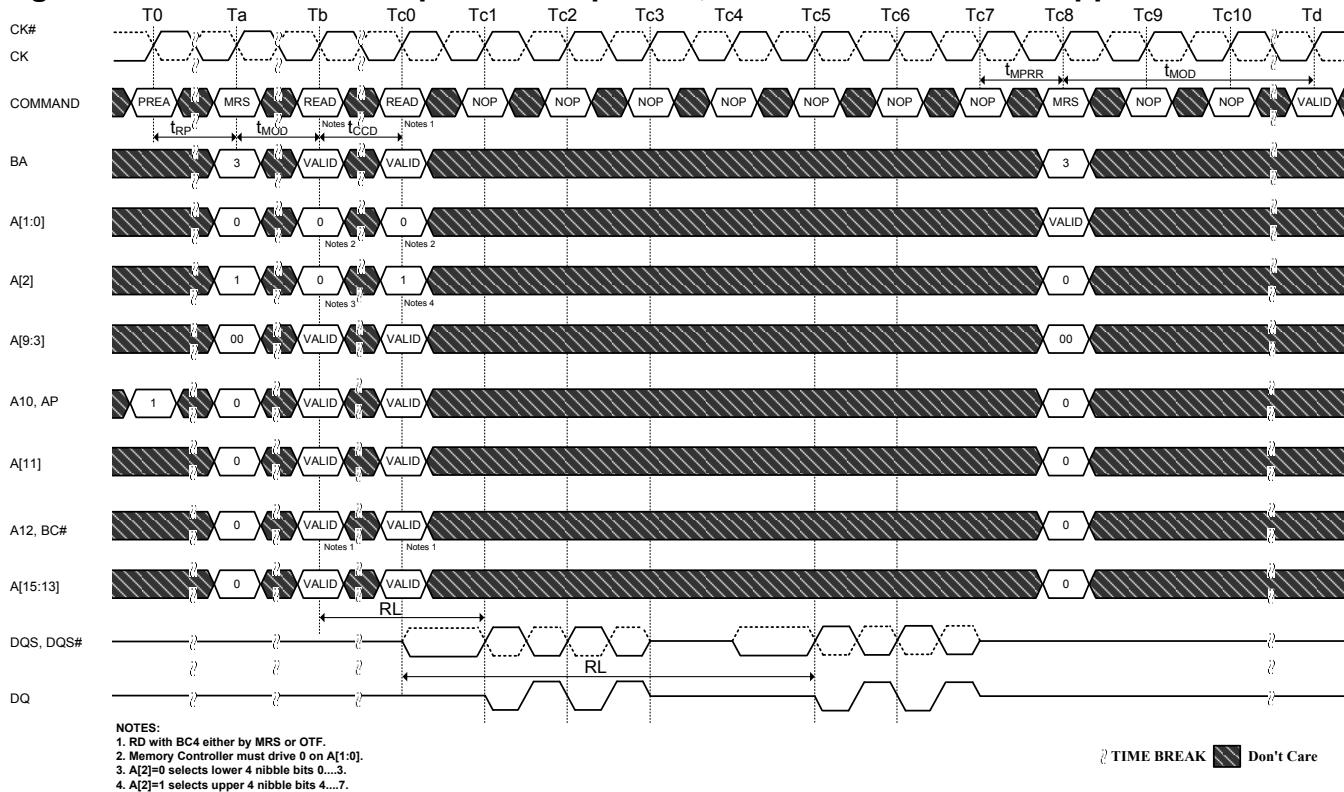 T0 Ta Tb Tc0 Tc1 Tc2 Tc3 Tc4 Tc5 Tc6 Tc7 Tc8 Tc9 Tc10 Td
CK#
CK
tMPRR tMOD
COMMAND PREA MRS READ READ NOP NOP NOP NOP NOP NOP NOP MRS NOP NOP VALID
Notes 1 Notes 1
tRP tMOD tCCD
BA 3 VALID VALID 3
A[1:0] 0 0 0 VALID
Notes 2 Notes 2
A[2] 1 0 1 0
Notes 3 Notes 4
A[9:3] 00 VALID VALID 00
A10, AP 1 0 VALID VALID 0
A[11] 0 VALID VALID 0
A12, BC# 0 VALID VALID 0
Notes 1 Notes 1
A[15:13] 0 VALID VALID 0
RL
DQS, DQS#
RL
DQ
NOTES:
1. RD with BC4 either by MRS or OTF.
2. Memory Controller must drive 0 on A[1:0].
3. A[2]=0 selects lower 4 nibble bits 0....3.
4. A[2]=1 selects upper 4 nibble bits 4....7.
TIME BREAK Don't Care